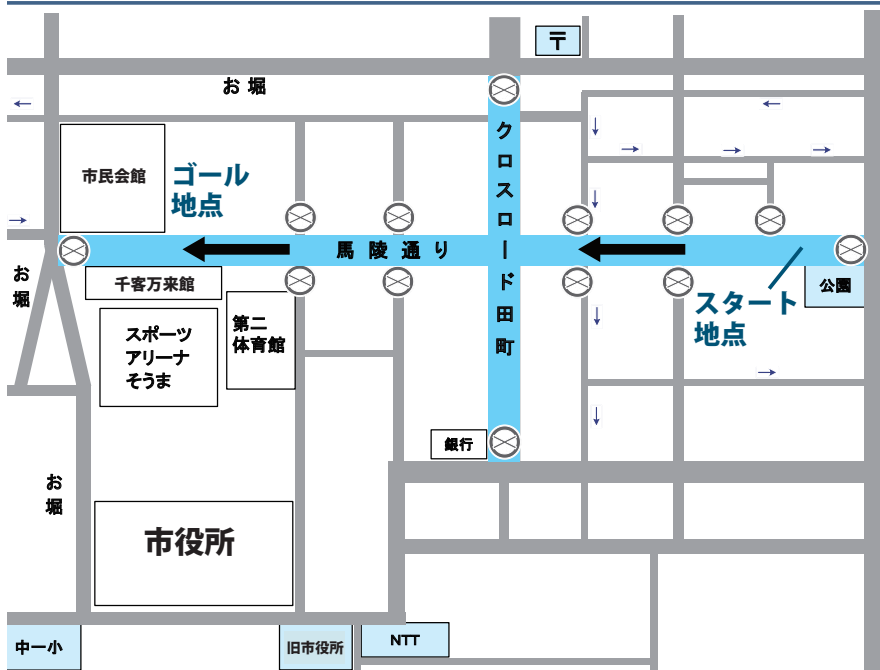 〒
お堀
クロスロード田町
市民会館
ゴール
地点
馬陵通り
お堀
千客万来館
スタート
地点
公園
スポーツ
アリーナ
そうま
第二
体育館
銀行
お堀
市役所
中一小
旧市役所
NTT